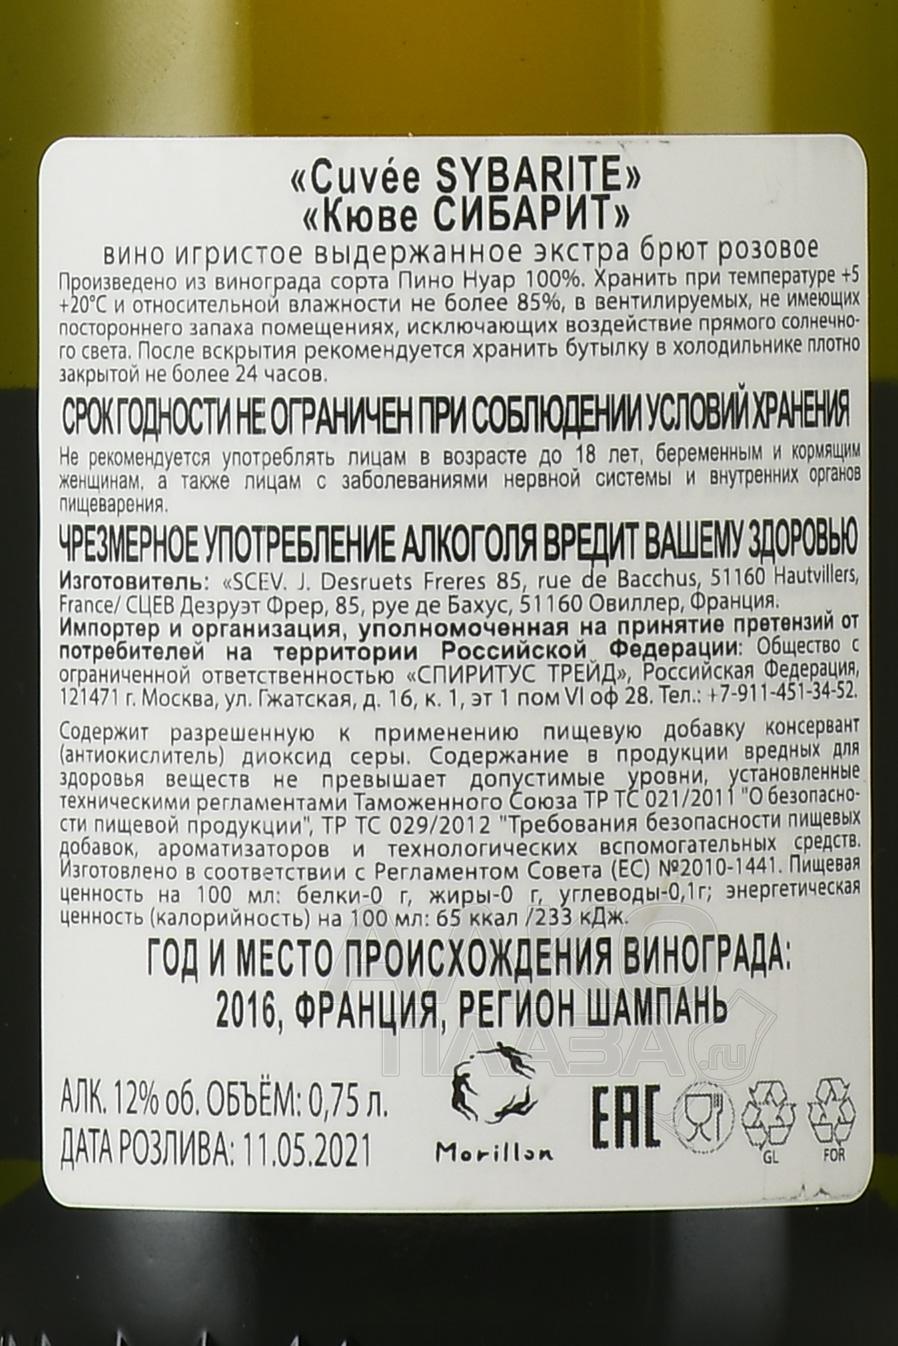 «Cuvée SYBARITE»
«Кюве СИБАРИТ»
вино игристое выдержанное экстра брют розовое
Произведено из винограда сорта Пино Нуар 100%. Хранить при температуре +5
+20°С и относительной влажности не более 85%, в вентилируемых, не имеющих
постороннего запаха помещениях, исключающих воздействие прямого солнечно-
го света. После вскрытия рекомендуется хранить бутылку в холодильнике плотно
закрытой не более 24 часов.
СРОК ГОДНОСТИ НЕ ОГРАНИЧЕН ПРИ СОБЛЮДЕНИИ УСЛОВИЙ ХРАНЕНИЯ
Не рекомендуется употреблять лицам в возрасте до 18 лет, беременным и кормящим
женщинам, а также лицам с заболеваниями нервной системы и внутренних органов
пищеварения.
ЧРЕЗМЕРНОЕ УПОТРЕБЛЕНИЕ АЛКОГОЛЯ ВРЕДИТ ВАШЕМУ ЗДОРОВЬЮ
Изготовитель: «SCEV. J. Desruets Freres 85, rue de Bacchus, 51160 Hautvillers,
France/ СЦЕВ Дезруэт Фрер, 85, руе де Бахус, 51160 Овиллер, Франция.
Импортер и организация, уполномоченная на принятие претензий от
потребителей на территории Российской Федерации: Общество с
ограниченной ответственностью «СПИРИТУС ТРЕЙД», Российская Федерация,
121471 г. Москва, ул. Гжатская, д. 16, к. 1, эт 1 пом VI оф 28. Тел.: +7-911-451-34-52.
Содержит разрешенную к применению пищевую добавку консервант
(антиокислитель) диоксид серы. Содержание в продукции вредных для
здоровья веществ не превышает допустимые уровни, установленные
техническими регламентами Таможенного Союза ТР ТС 021/2011 "О безопасно-
сти пищевой продукции", ТР ТС 029/2012 "Требования безопасности пищевых
добавок, ароматизаторов и технологических вспомогательных средств.
Изготовлено в соответствии с Регламентом Совета (ЕС) №2010-1441. Пищевая
ценность на 100 мл: белки-0 г, жиры-0 г, углеводы-0,1г; энергетическая
ценность (калорийность) на 100 мл: 65 ккал /233 кДж.
ГОД И МЕСТО ПРОИСХОЖДЕНИЯ ВИНОГРАДА:
2016, ФРАНЦИЯ, РЕГИОН ШАМПАНЬ
АЛКО
ПЛАЗА.ru
АЛК. 12% об. ОБЪЁМ: 0,75 л.
ДАТА РОЗЛИВА: 11.05.2021
Morillon
EAC
GL
FOR